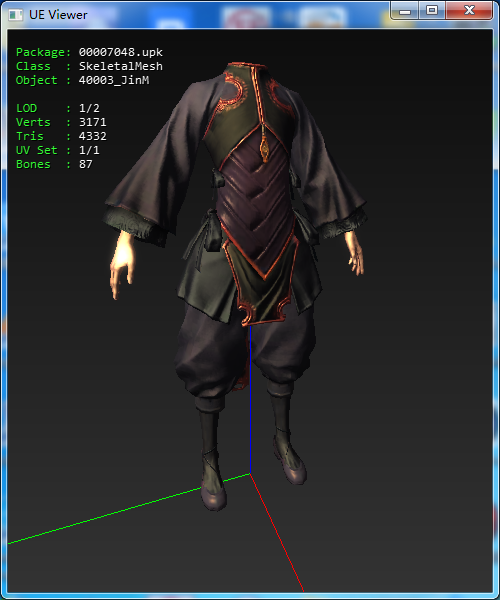 UE Viewer
Package: 00007048.upk
Class  : SkeletalMesh
Object : 40003_JinM
LOD    : 1/2
Verts  : 3171
Tris   : 4332
UV Set : 1/1
Bones  : 87